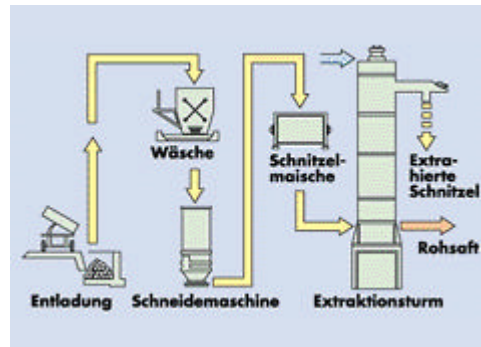 Wäsche
Schnitzel-
maische
Extra-
hierte
Schnitzel
Rohsaft
Entladung
Schneidemaschine
Extraktionsturm